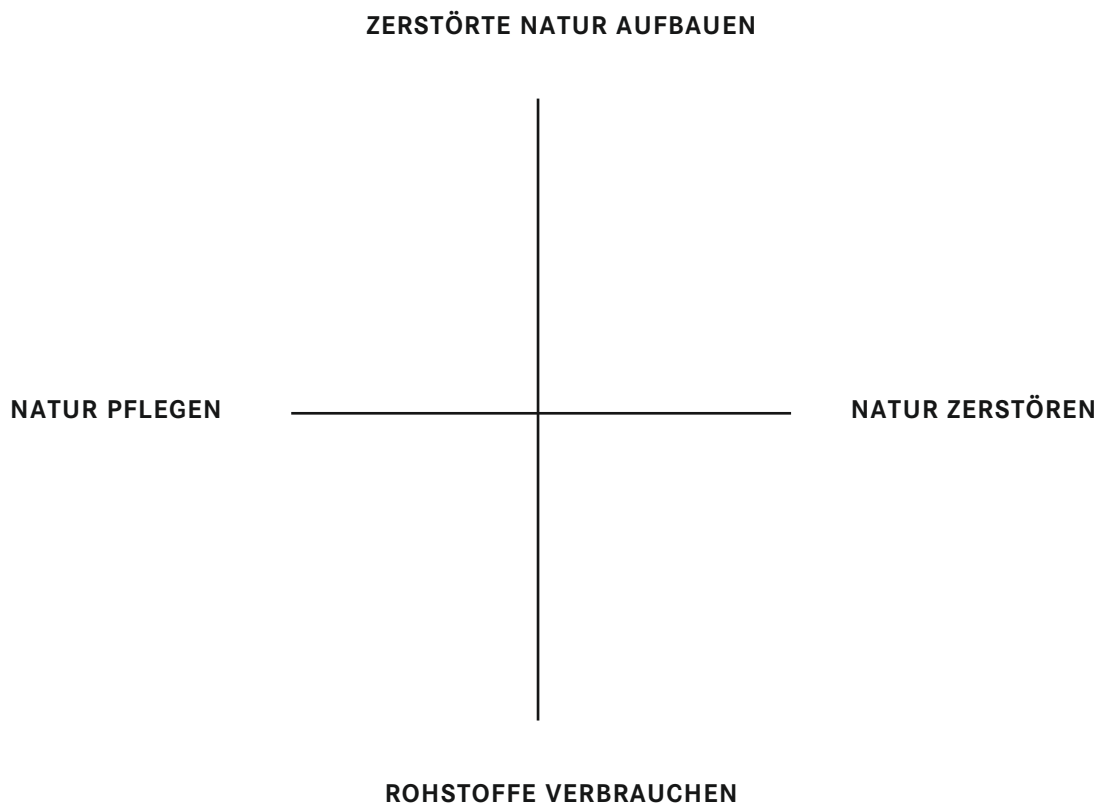 ZERSTÖRTE NATUR AUFBAUEN
NATUR PFLEGEN
NATUR ZERSTÖREN
ROHSTOFFE VERBRAUCHEN